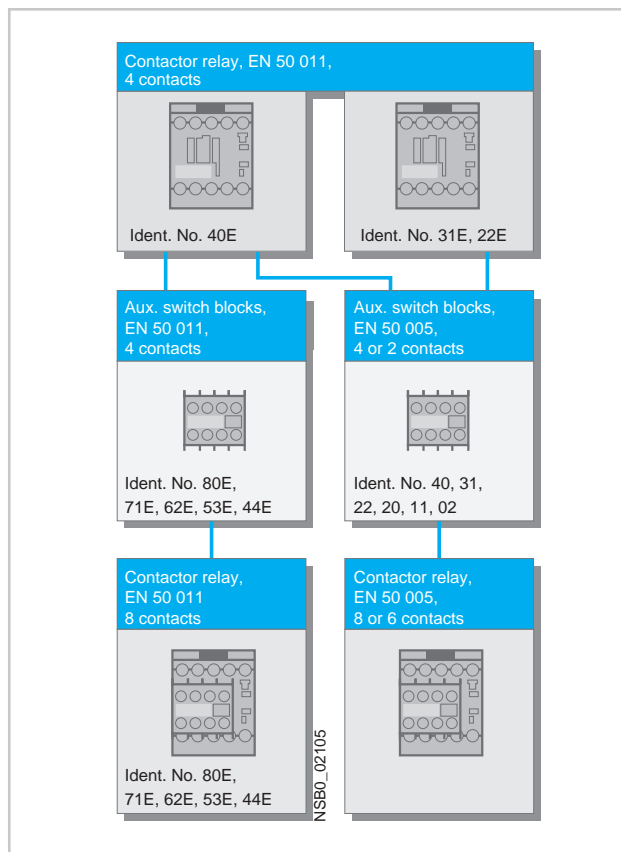 Contactor relay, EN 50 011,
4 contacts
Ident. No. 40E
Ident. No. 31E, 22E
Aux. switch blocks,
EN 50 011,
4 contacts
Ident. No. 80E,
71E, 62E, 53E, 44E
Aux. switch blocks,
EN 50 005,
4 or 2 contacts
Ident. No. 40, 31,
22, 20, 11, 02
Contactor relay,
EN 50 011
8 contacts
Ident. No. 80E,
71E, 62E, 53E, 44E
Contactor relay,
EN 50 005,
8 or 6 contacts
NSB0_02105